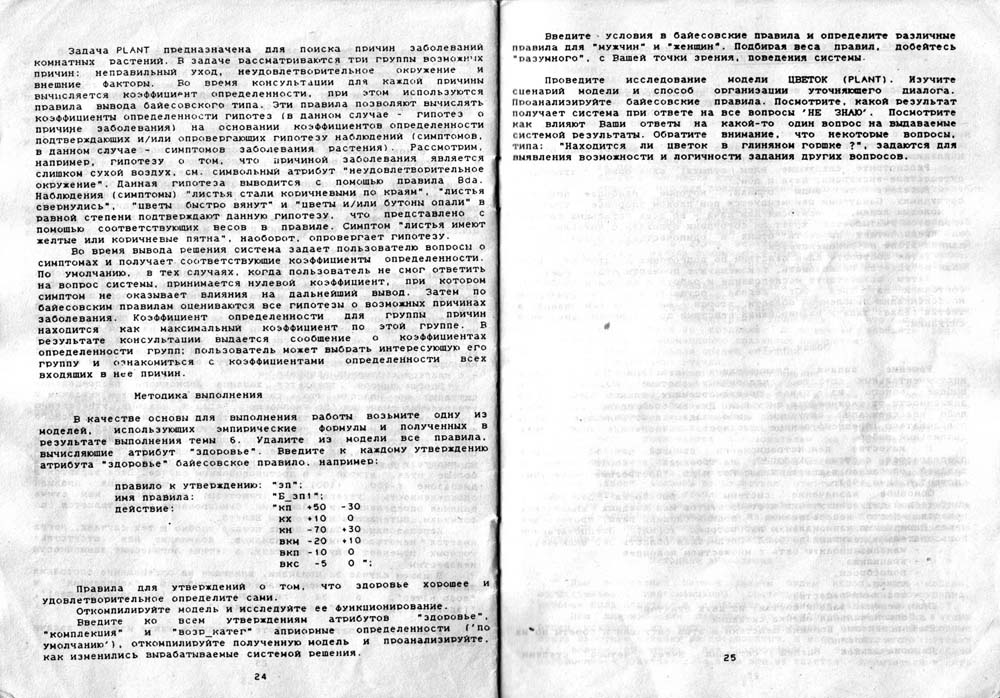 Задача PLANT предназначена для поиска причин заболеваний
комнатных растений. В задаче рассматриваются три группы возможных
причин: неправильный уход, неудовлетворительное окружение и
внешние факторы. Во время консультации для каждой причины
вычисляется коэффициент определенности, при этом используются
правила вывода байесовского типа. Эти правила позволяют вычислять
коэффициенты определенности гипотез (в данном случае - гипотез о
причине заболевания) на основании коэффициентов определенности
подтверждающих и/или опровергающих гипотезу наблюдений (симптомов,
в данном случае - симптомов заболевания растения). Рассмотрим,
например, гипотезу о том, что причиной заболевания является
слишком сухой воздух, см. символьный атрибут "неудовлетворительное
окружение". Данная гипотеза выводится с помощью правила 8da.
Наблюдения (симптомы) "листья стали коричневыми по краям", "листья
свернулись", "цветы быстро вянут" и "цветы и/или бутоны опали" в
равной степени подтверждают данную гипотезу, что представлено с
помощью соответствующих весов в правиле. Симптом "листья имеют
желтые или коричневые пятна", наоборот, опровергает гипотезу.
Во время вывода решения система задает пользователю вопросы о
симптомах и получает соответствующие коэффициенты определенности.
По умолчанию, в тех случаях, когда пользователь не смог ответить
на вопрос системы, принимается нулевой коэффициент, при котором
симптом не оказывает влияния на дальнейший вывод. Затем по
байесовским правилам оцениваются все гипотезы о возможных причинах
заболевания. Коэффициент определенности для группы причин
находится как максимальный коэффициент по этой группе. В
результате консультации выдается сообщение о коэффициентах
определенности групп; пользователь может выбрать интересующую его
группу и ознакомиться с коэффициентами определенности всех
входящих в нее причин.
Методика выполнения
В качестве основы для выполнения работы возьмите одну из
моделей, использующих эмпирические формулы и полученных в
результате выполнения темы 6. Удалите из модели все правила,
вычисляющие атрибут "здоровье". Введите к каждому утверждению
атрибута "здоровье" байесовское правило, например:
правило к утверждению: "зп";
имя правила: "Б_зп1";
действие: "кп +50 -30
кх +10 0
кн -70 +30
вкм -20 +10
вкп -10 0
вкс -5 0 ";
Правила для утверждений о том, что здоровье хорошее и
удовлетворительное определите сами.
Откомпилируйте модель и исследуйте ее функционирование.
Введите ко всем утверждениям атрибутов "здоровье",
"комплекция" и "возр_катег" априорные определенности ('по
умолчанию'), откомпилируйте полученную модель и проанализируйте,
как изменились вырабатываемые системой решения.
24
Введите условия в байесовские правила и определите различные
правила для "мужчин" и "женщин". Подбирая веса правил, добейтесь
"разумного", с Вашей точки зрения, поведения системы.
Проведите исследование модели ЦВЕТОК (PLANT). Изучите
сценарий модели и способ организации уточняющего диалога.
Проанализируйте байесовские правила. Посмотрите, какой результат
получает система при ответе на все вопросы 'НЕ ЗНАЮ'. Посмотрите
как влияют Ваши ответы на какой-то один вопрос на выдаваемые
системой результаты. Обратите внимание, что некоторые вопросы,
типа: "Находится ли цветок в глиняном горшке ?", задаются для
выявления возможности и логичности задания других вопросов.
25